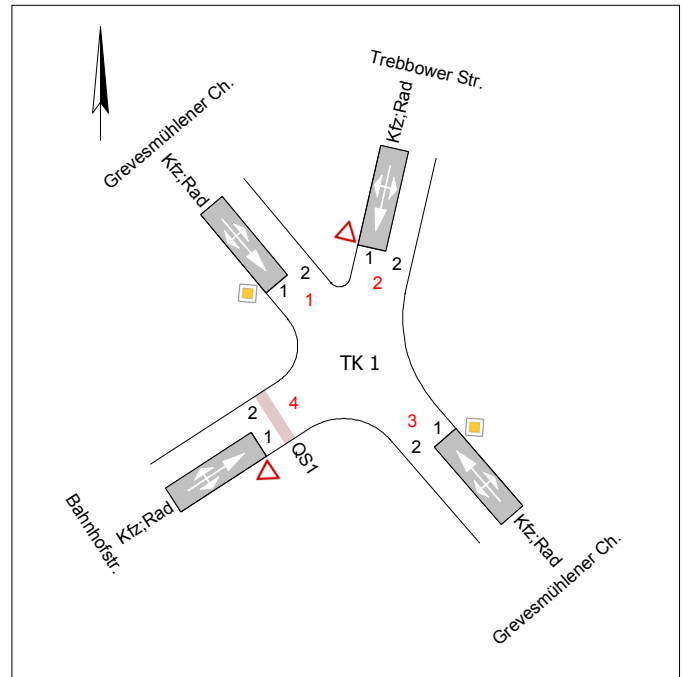 Trebbower Str.
Kfz;Rad
Grevesmühlener Ch.
Kfz;Rad
1 2
2
1 2
1
TK 1
4
2
1
QS1
3
1
2
Bahnhofstr.
Kfz;Rad
Kfz;Rad
Grevesmühlener Ch.